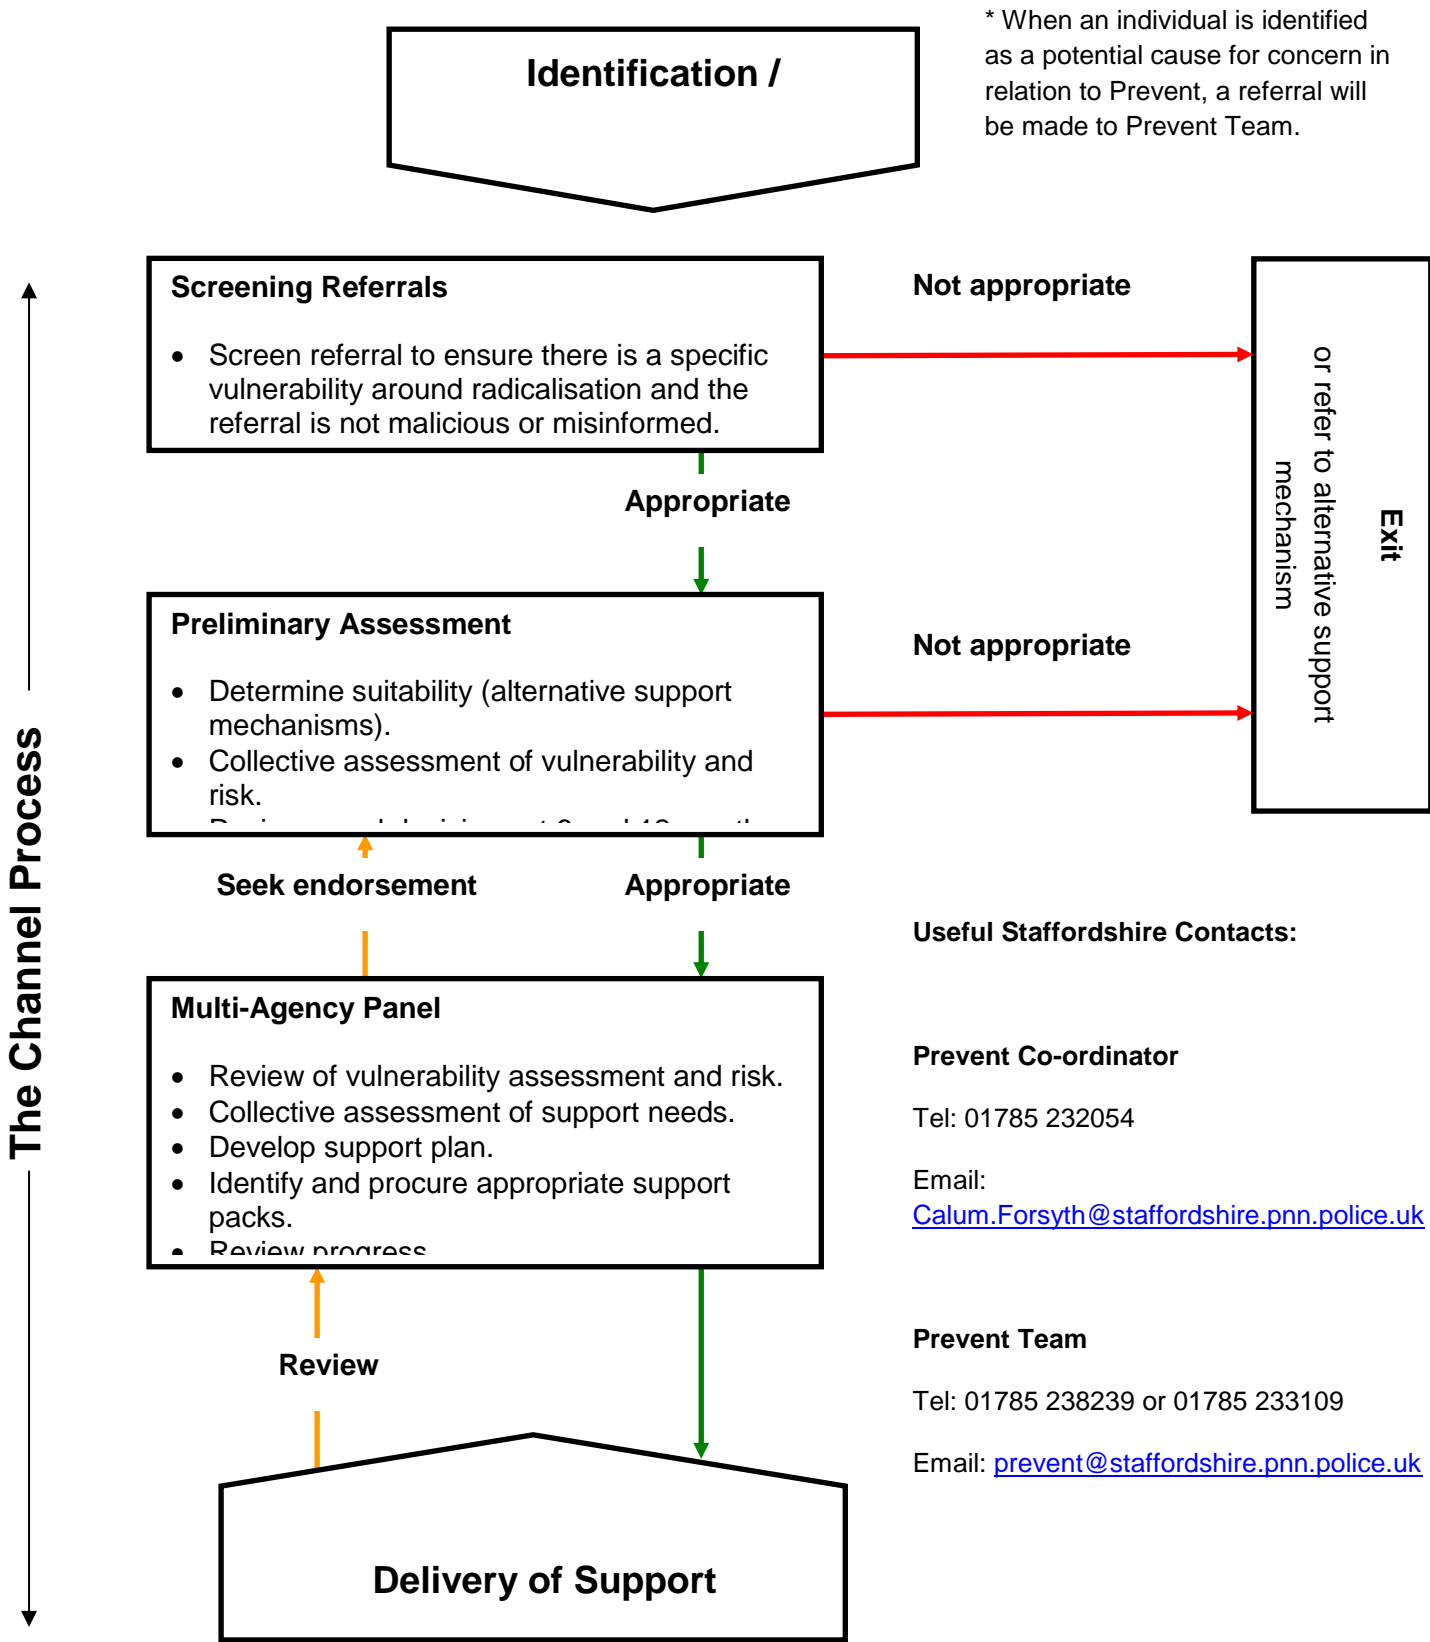 * When an individual is identified
as a potential cause for concern in
relation to Prevent, a referral will
be made to Prevent Team.
Identification /
The Channel Process
Screening Referrals
• Screen referral to ensure there is a specific
vulnerability around radicalisation and the
referral is not malicious or misinformed.
Not appropriate
Exit
or refer to alternative support
mechanism
Appropriate
Preliminary Assessment
• Determine suitability (alternative support
mechanisms).
• Collective assessment of vulnerability and
risk.
Not appropriate
Seek endorsement
Appropriate
Multi-Agency Panel
• Review of vulnerability assessment and risk.
• Collective assessment of support needs.
• Develop support plan.
• Identify and procure appropriate support
packs.
• Review progress
Review
Delivery of Support
Useful Staffordshire Contacts:
Prevent Co-ordinator
Tel: 01785 232054
Email:
Calum.Forsyth@staffordshire.pnn.police.uk
Prevent Team
Tel: 01785 238239 or 01785 233109
Email: prevent@staffordshire.pnn.police.uk